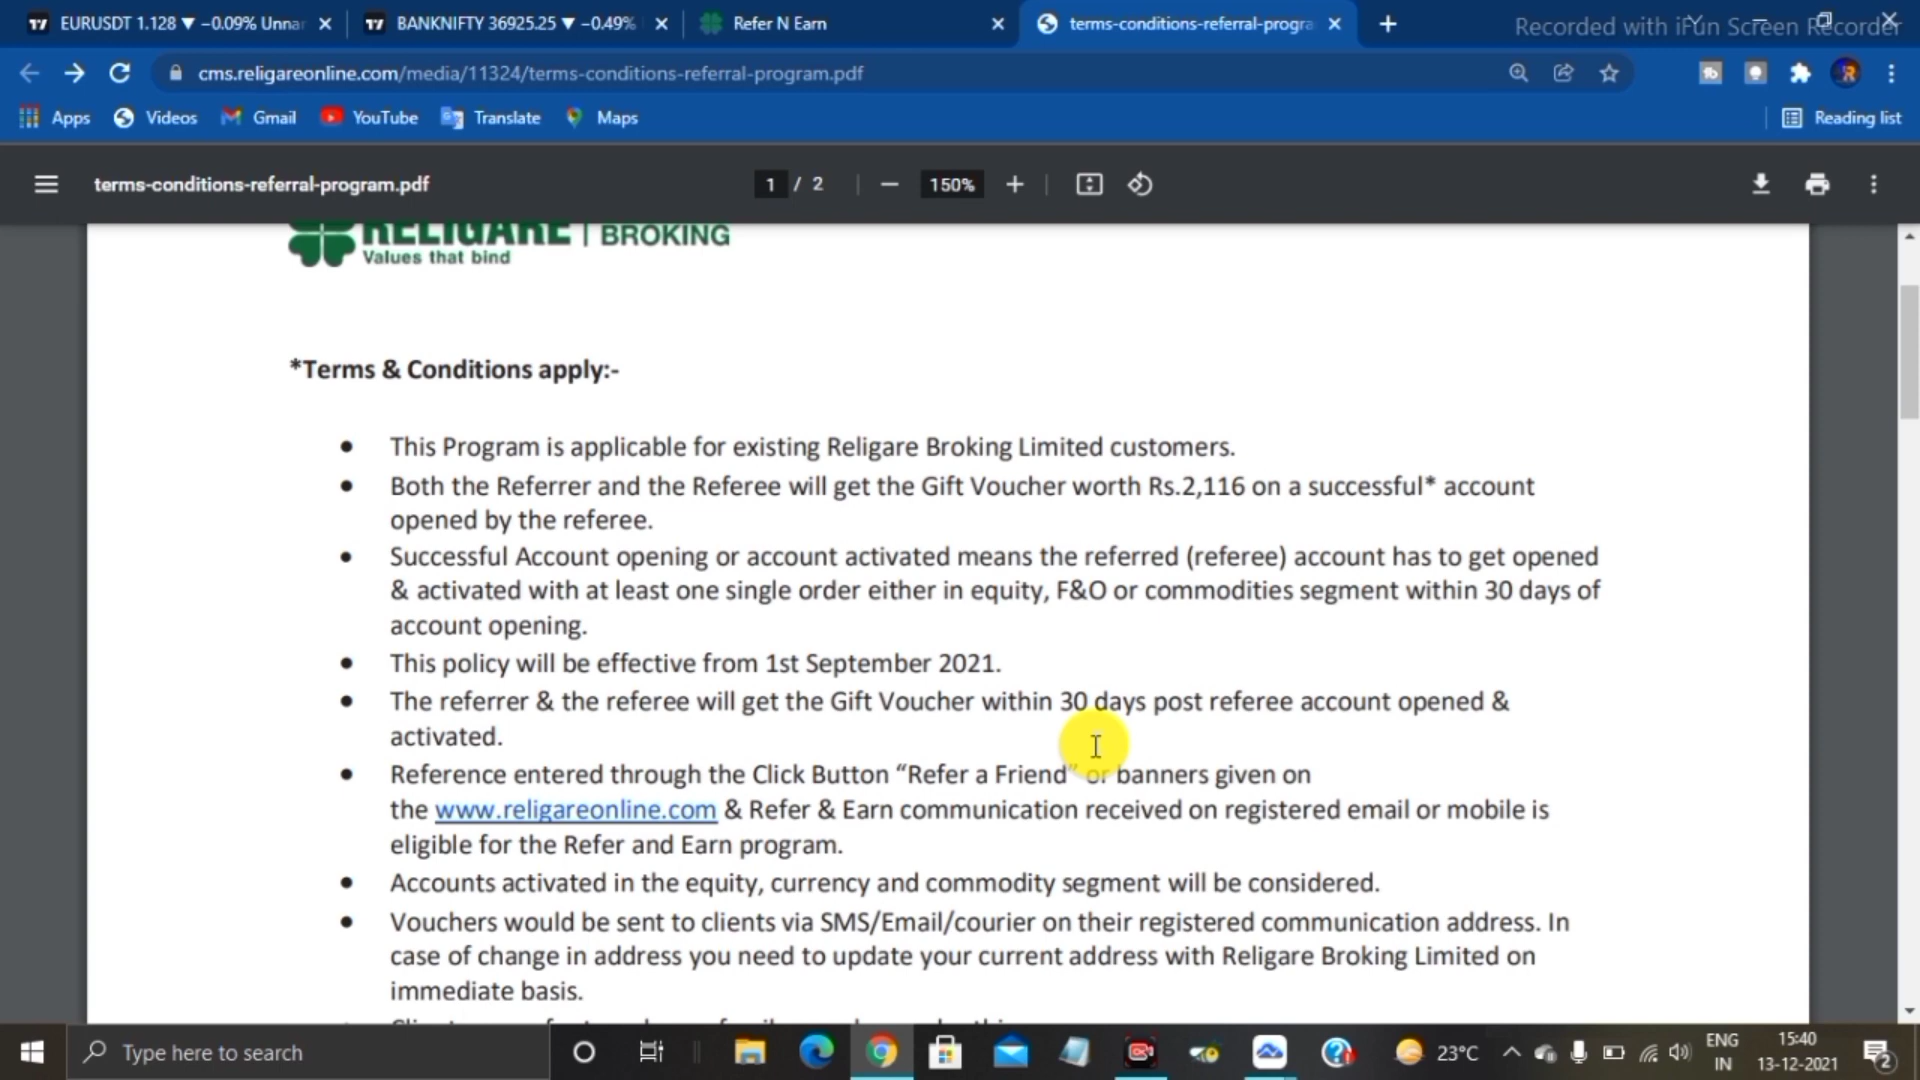 EURUSDT 1.128 ▼ −0.09% Unnar
BANKNIFTY 36925.25 ▼ −0.49%
Refer N Earn
terms-conditions-referral-progra
Recorded with iFun Screen Recorder
cms.religareonline.com/media/11324/terms-conditions-referral-program.pdf
Apps
Videos
Gmail
YouTube
Translate
Maps
Reading list
terms-conditions-referral-program.pdf
1 / 2
150%
RELIGARE | BROKING
Values that bind
*Terms & Conditions apply:-
• This Program is applicable for existing Religare Broking Limited customers.
• Both the Referrer and the Referee will get the Gift Voucher worth Rs.2,116 on a successful* account
opened by the referee.
• Successful Account opening or account activated means the referred (referee) account has to get opened
& activated with at least one single order either in equity, F&O or commodities segment within 30 days of
account opening.
• This policy will be effective from 1st September 2021.
• The referrer & the referee will get the Gift Voucher within 30 days post referee account opened &
activated.
• Reference entered through the Click Button “Refer a Friend” or banners given on
the www.religareonline.com & Refer & Earn communication received on registered email or mobile is
eligible for the Refer and Earn program.
• Accounts activated in the equity, currency and commodity segment will be considered.
• Vouchers would be sent to clients via SMS/Email/courier on their registered communication address. In
case of change in address you need to update your current address with Religare Broking Limited on
immediate basis.
Type here to search
23°C
ENG
IN
15:40
13-12-2021
2